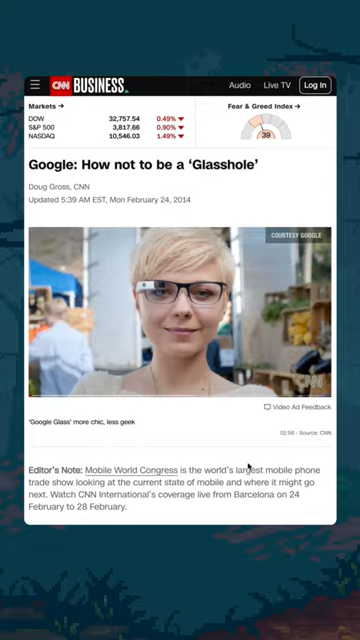 CNN BUSINESS
Audio Live TV Log In
Markets → Fear & Greed Index →
DOW 32,757.54 0.49% ▼
S&P 500 3,817.66 0.90% ▼
NASDAQ 10,546.03 1.49% ▼
39
Google: How not to be a ‘Glasshole’
Doug Gross, CNN
Updated 5:39 AM EST, Mon February 24, 2014
COURTESY GOOGLE
CNN
Video Ad Feedback
'Google Glass' more chic, less geek
01:58 - Source: CNN
Editor’s Note: Mobile World Congress is the world’s largest mobile phone
trade show looking at the current state of mobile and where it might go
next. Watch CNN International’s coverage live from Barcelona on 24
February to 28 February.